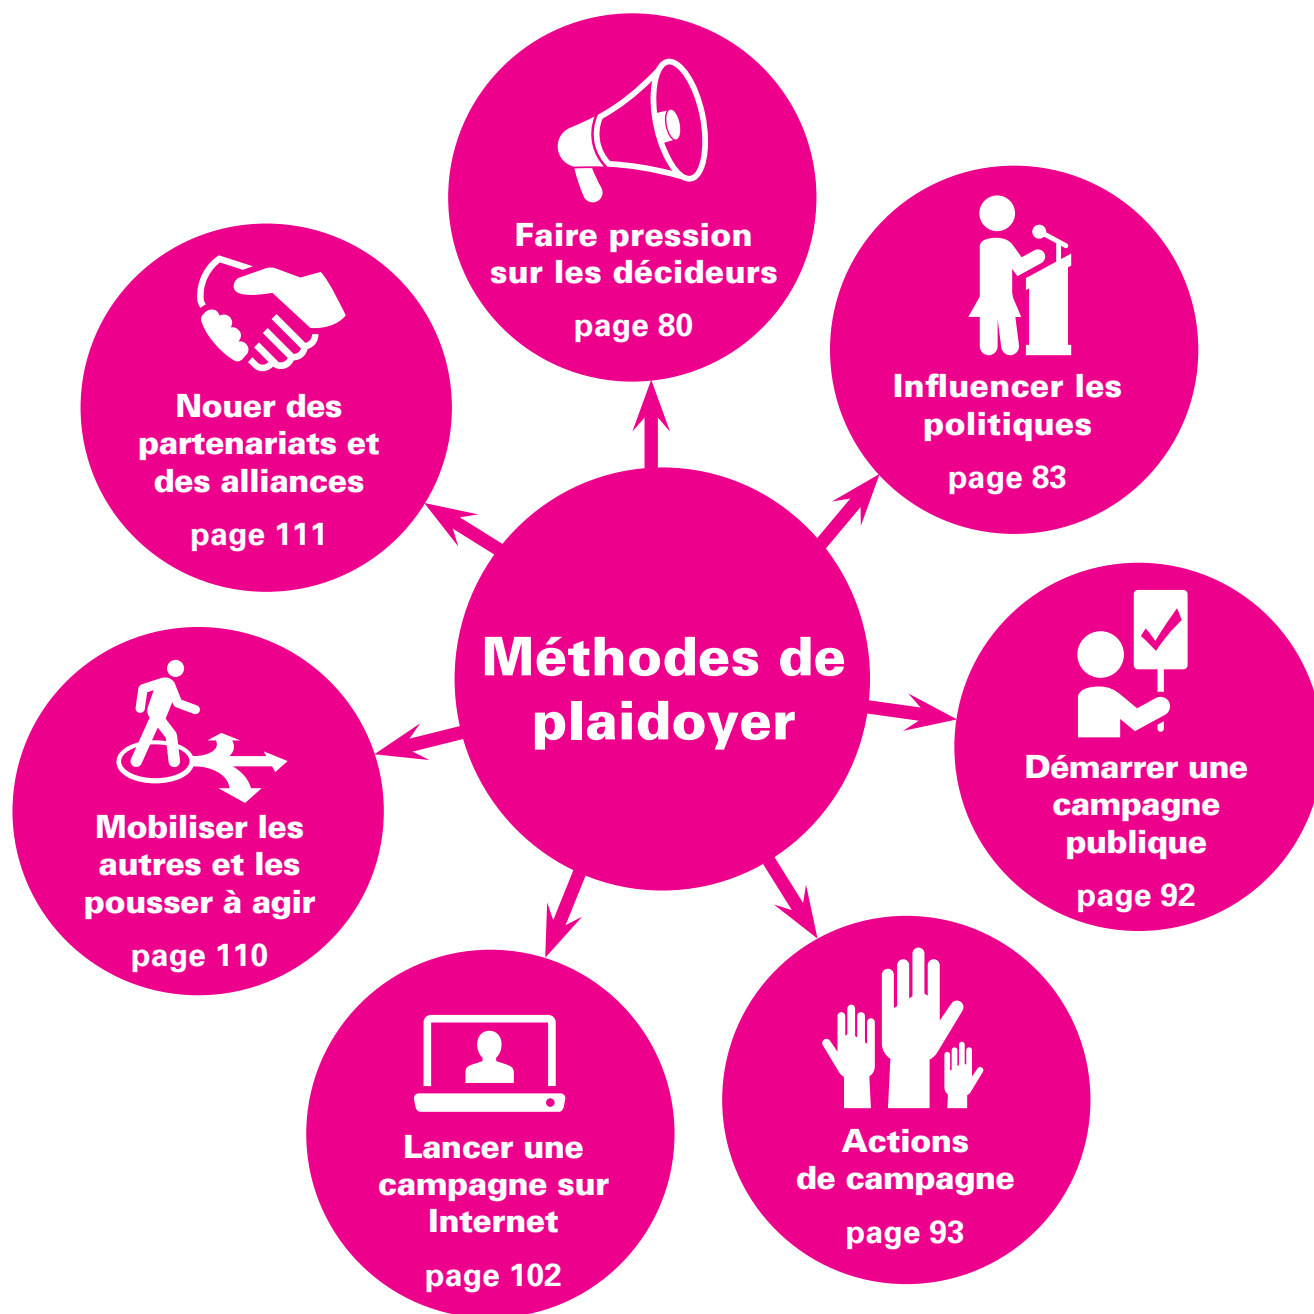 Faire pression
sur les décideurs
page 80
Influencer les
politiques
page 83
Nouer des
partenariats et
des alliances
page 111
Méthodes de
plaidoyer
Démarrer une
campagne
publique
page 92
Mobiliser les
autres et les
pousser à agir
page 110
Actions
de campagne
page 93
Lancer une
campagne sur
Internet
page 102